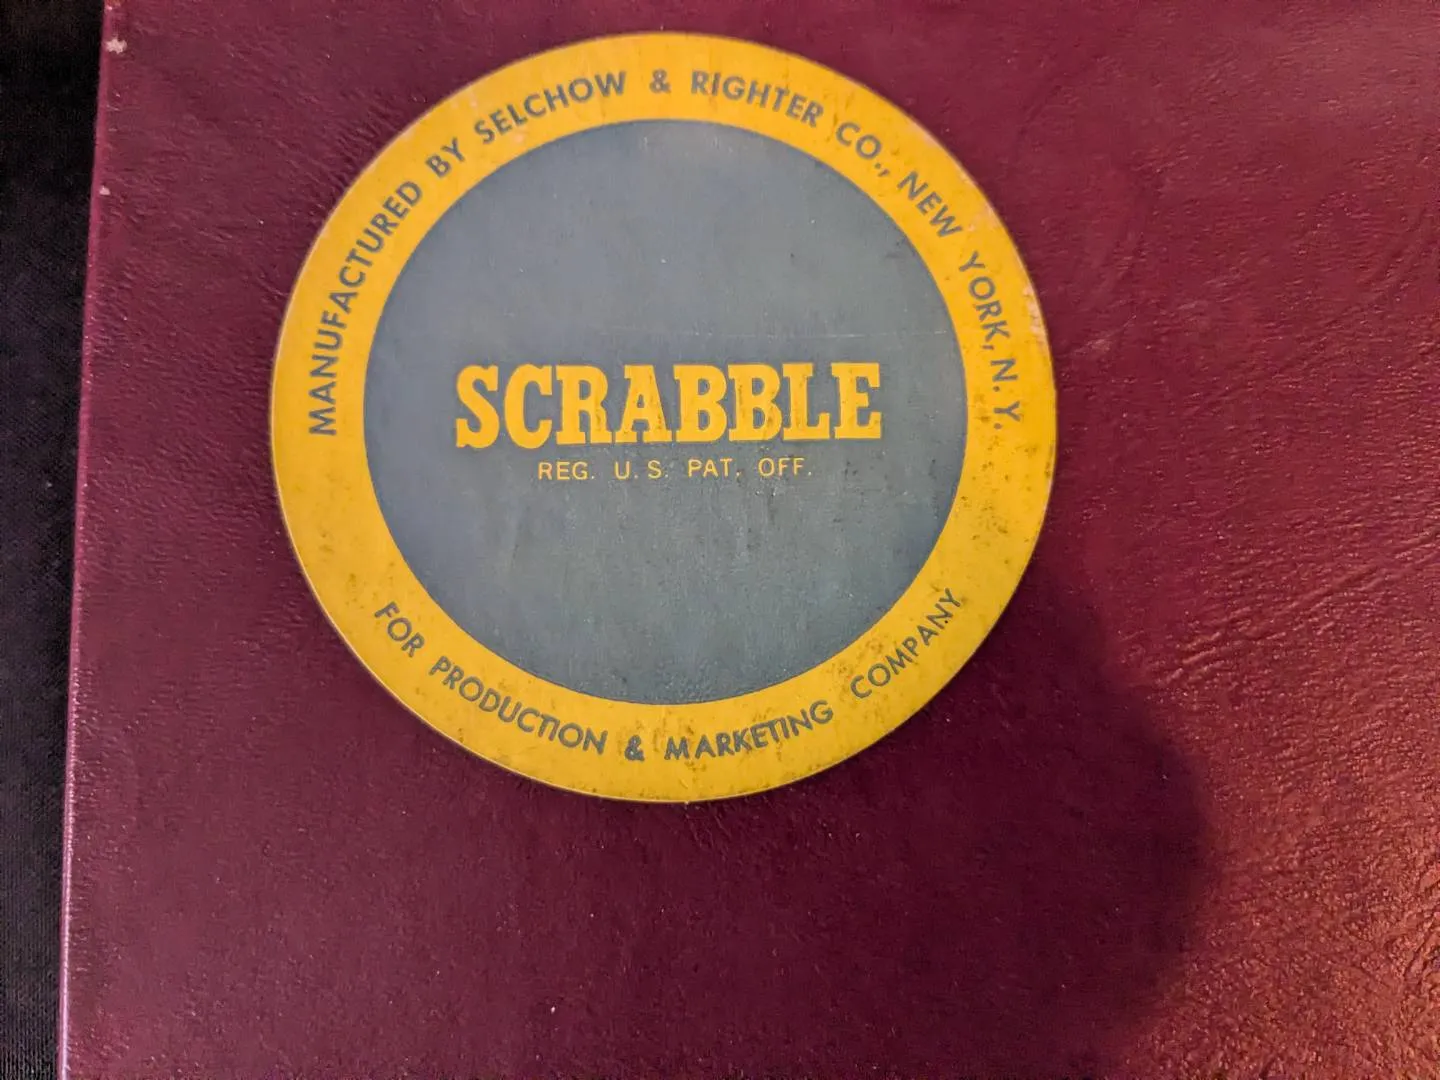 MANUFACTURED BY SELCHOW & RIGHTER CO., NEW YORK, N.Y.
SCRABBLE
REG. U.S. PAT. OFF.
FOR PRODUCTION & MARKETING COMPANY